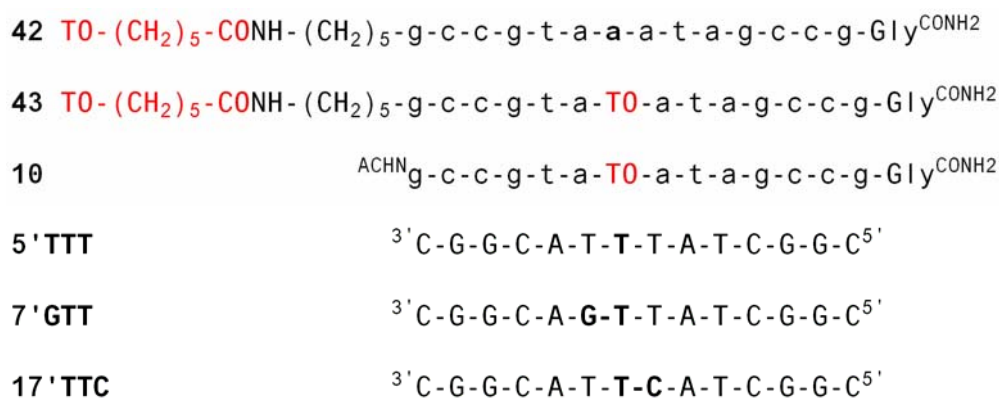 42 TO-(CH2)5-CONH-(CH2)5-g-c-c-g-t-a-a-a-t-a-g-c-c-g-GlyCONH2
43 TO-(CH2)5-CONH-(CH2)5-g-c-c-g-t-a-TO-a-t-a-g-c-c-g-GlyCONH2
10 ACHNg-c-c-g-t-a-TO-a-t-a-g-c-c-g-GlyCONH2
5'TTT 3'C-G-G-C-A-T-T-T-A-T-C-G-G-C5'
7'GTT 3'C-G-G-C-A-G-T-T-A-T-C-G-G-C5'
17'TTC 3'C-G-G-C-A-T-T-C-A-T-C-G-G-C5'